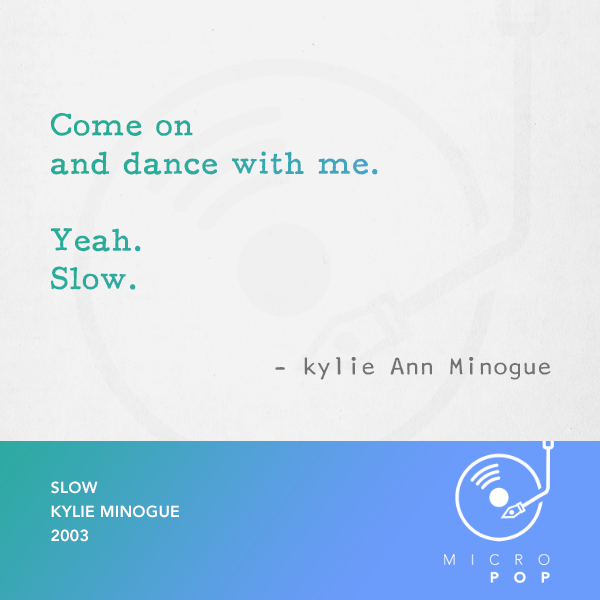 Come on
and dance with me.
Yeah.
Slow.
- kylie Ann Minogue
SLOW
KYLIE MINOGUE
2003
MICRO
POP